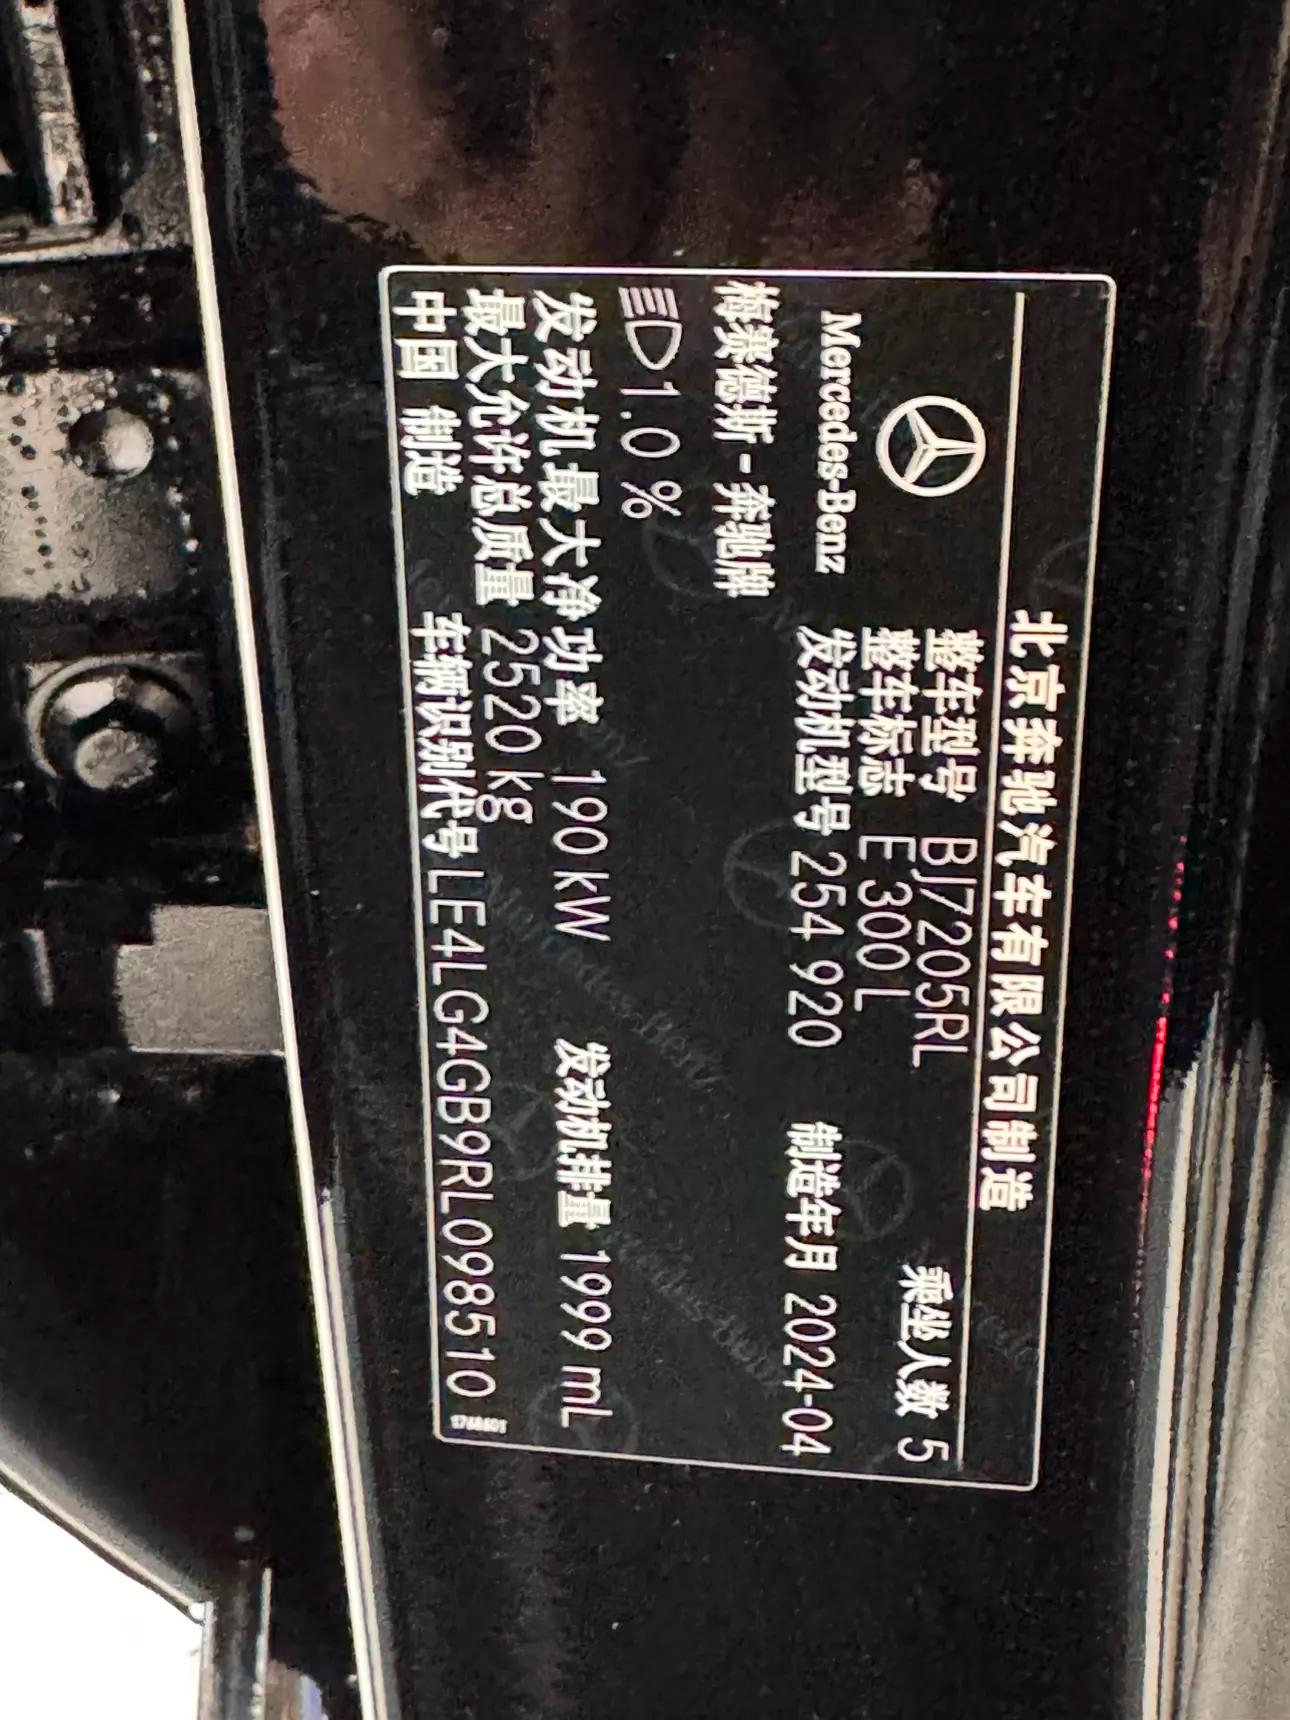 北京奔驰汽车有限公司制造
Mercedes-Benz
整车型号 BJ7205RL
乘坐人数 5
整车标志 E 300 L
发动机型号 254 920
制造年月 2024-04
梅赛德斯-奔驰牌
1.0 %
发动机最大净功率 190 kW
发动机排量 1999 mL
最大允许总质量 2520 kg
中国 制造
车辆识别代号 LE4LG4GB9RL098510
1768601